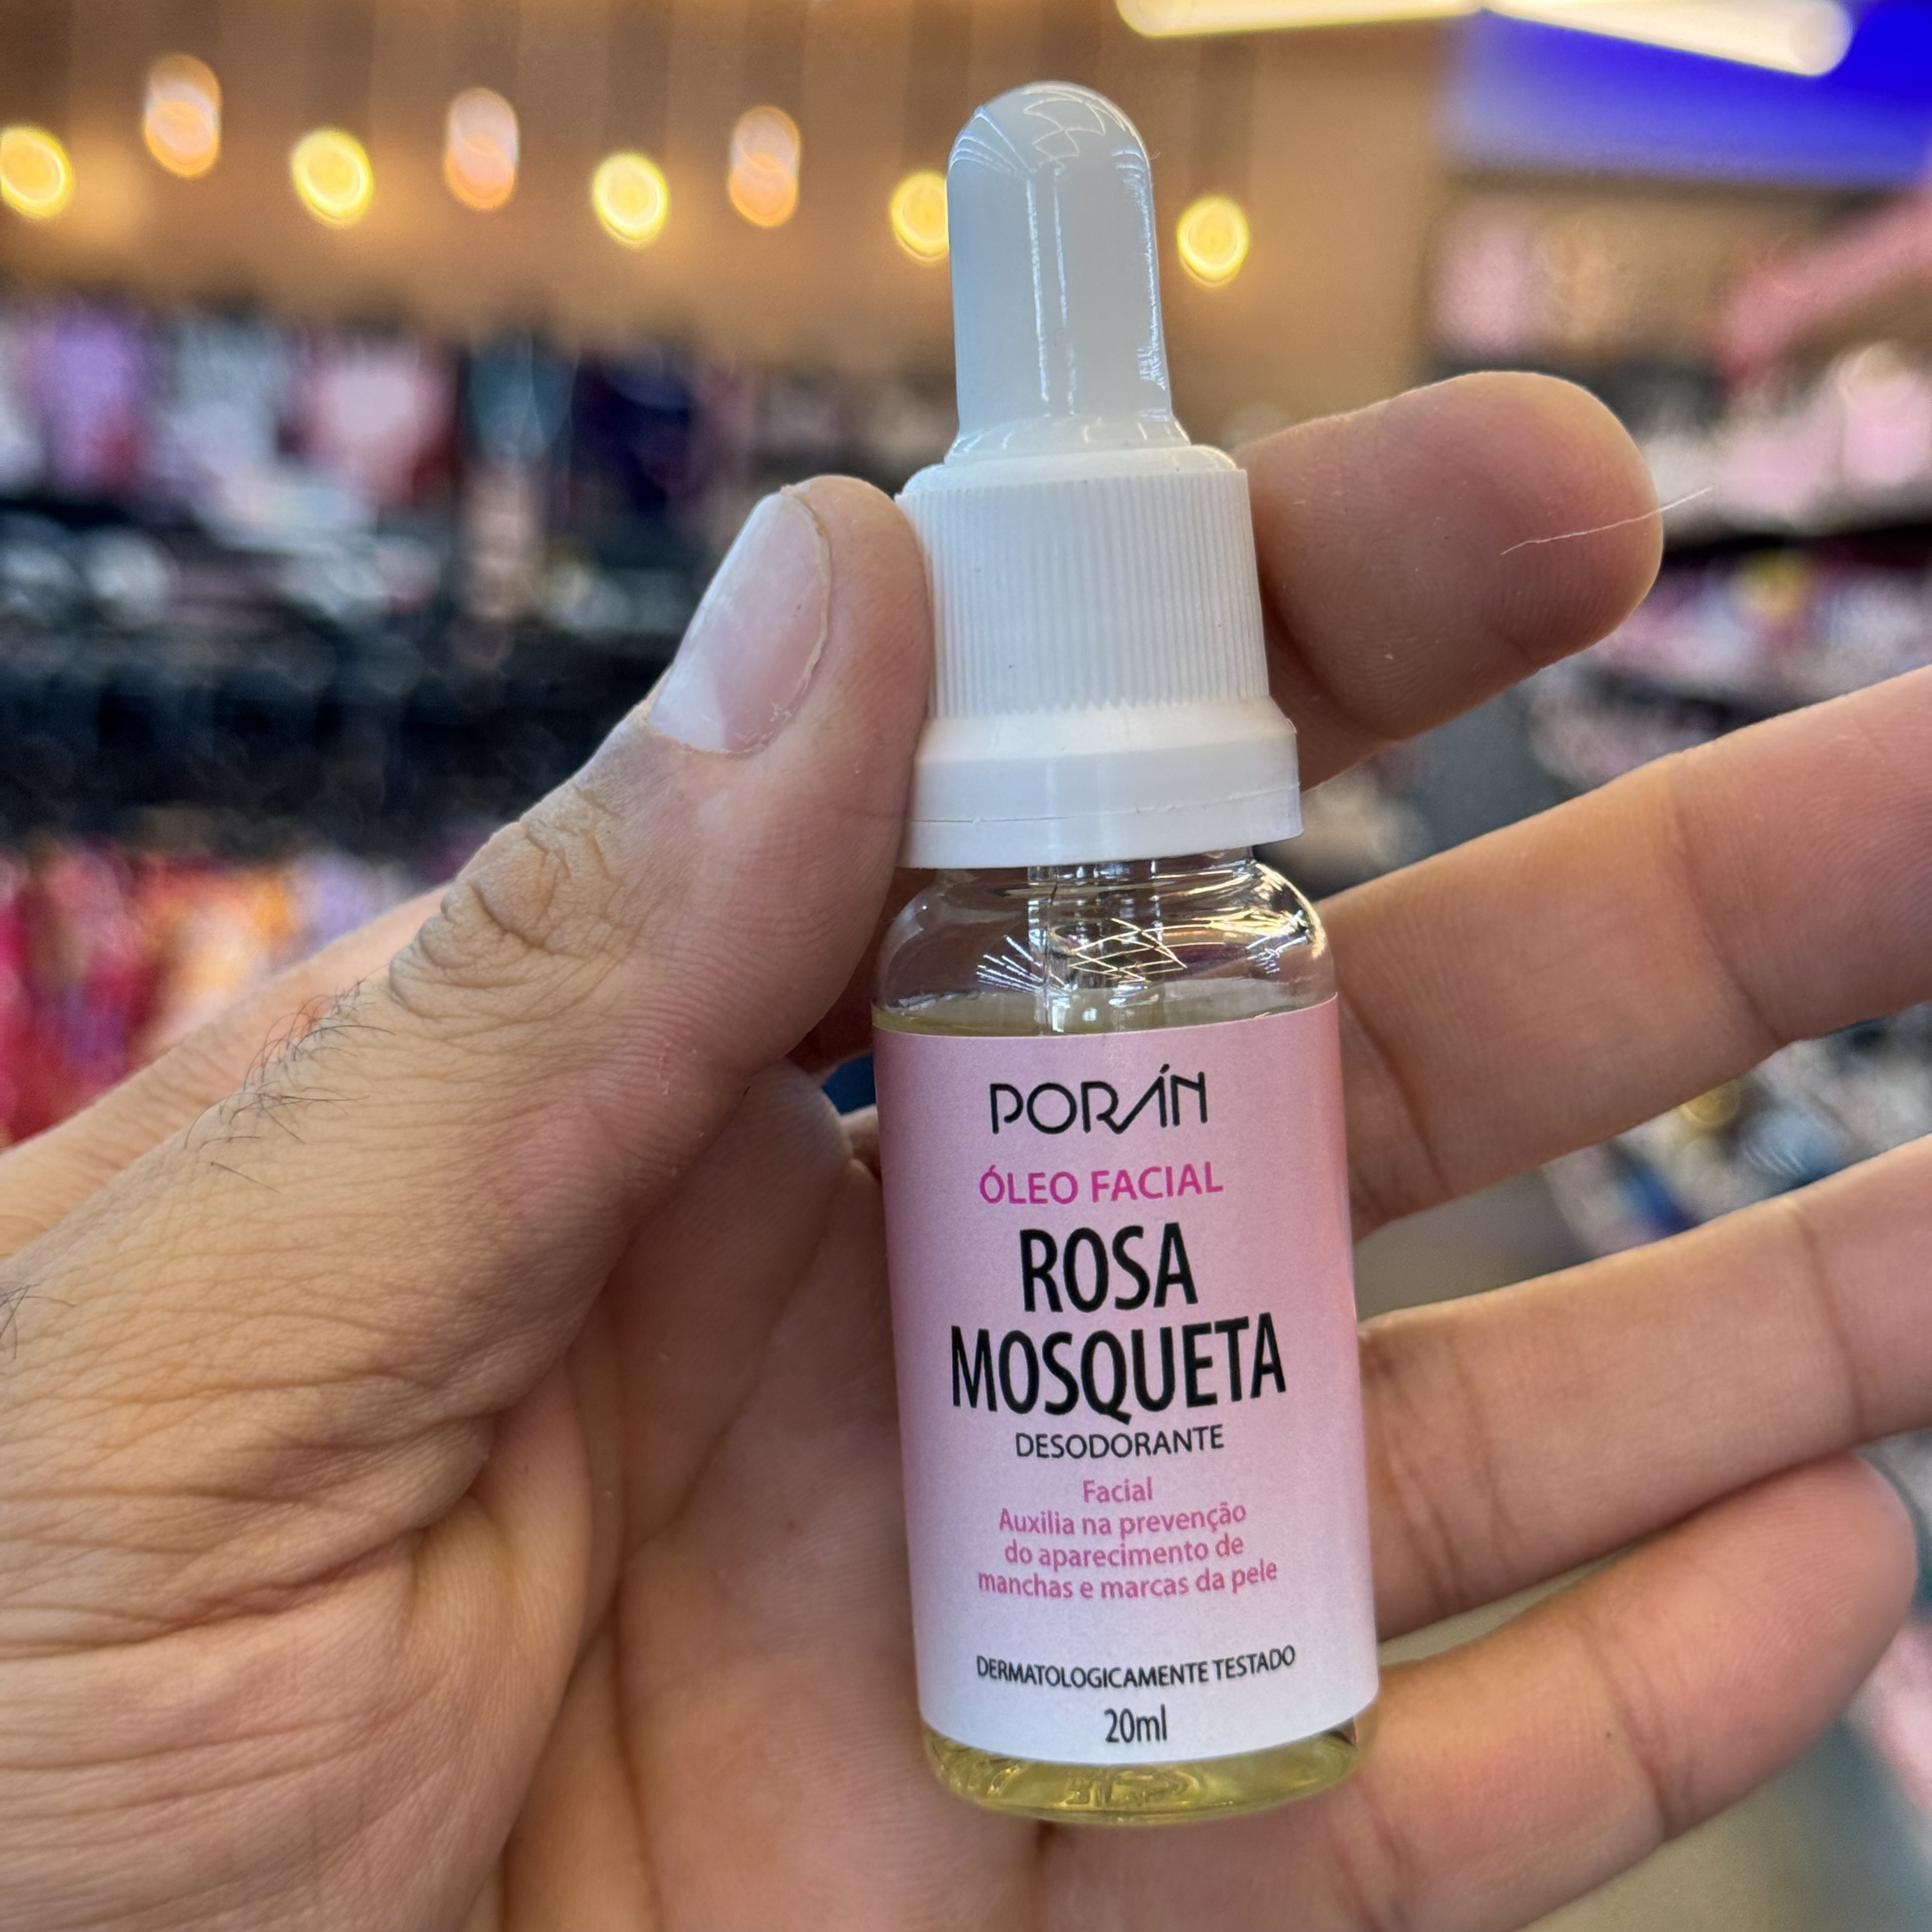 PORÁN
ÓLEO FACIAL
ROSA
MOSQUETA
DESODORANTE
Facial
Auxilia na prevenção
do aparecimento de
manchas e marcas da pele
DERMATOLOGICAMENTE TESTADO
20ml